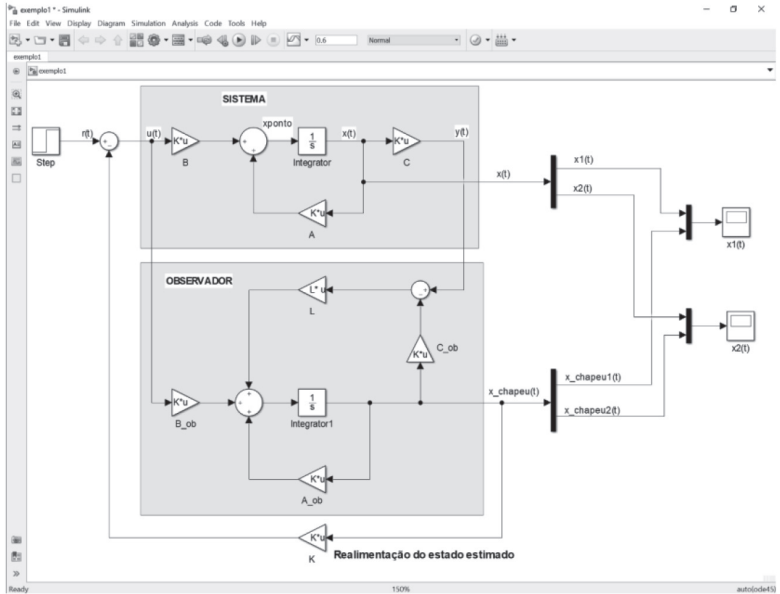 exemplo1 * - Simulink
File Edit View Display Diagram Simulation Analysis Code Tools Help
0.6 Normal
exemplo1
exemplo1
SISTEMA
r(t)
u(t)
Step
K*u
B
xponto
1
s
Integrator
x(t)
K*u
C
y(t)
K*u
A
x(t)
x1(t)
x2(t)
x1(t)
OBSERVADOR
L* u
L
K*u
C_ob
x2(t)
K*u
B_ob
1
s
Integrator1
x_chapeu(t)
x_chapeu1(t)
x_chapeu2(t)
K*u
A_ob
K*u
K
Realimentação do estado estimado
Ready 150% auto(ode45)